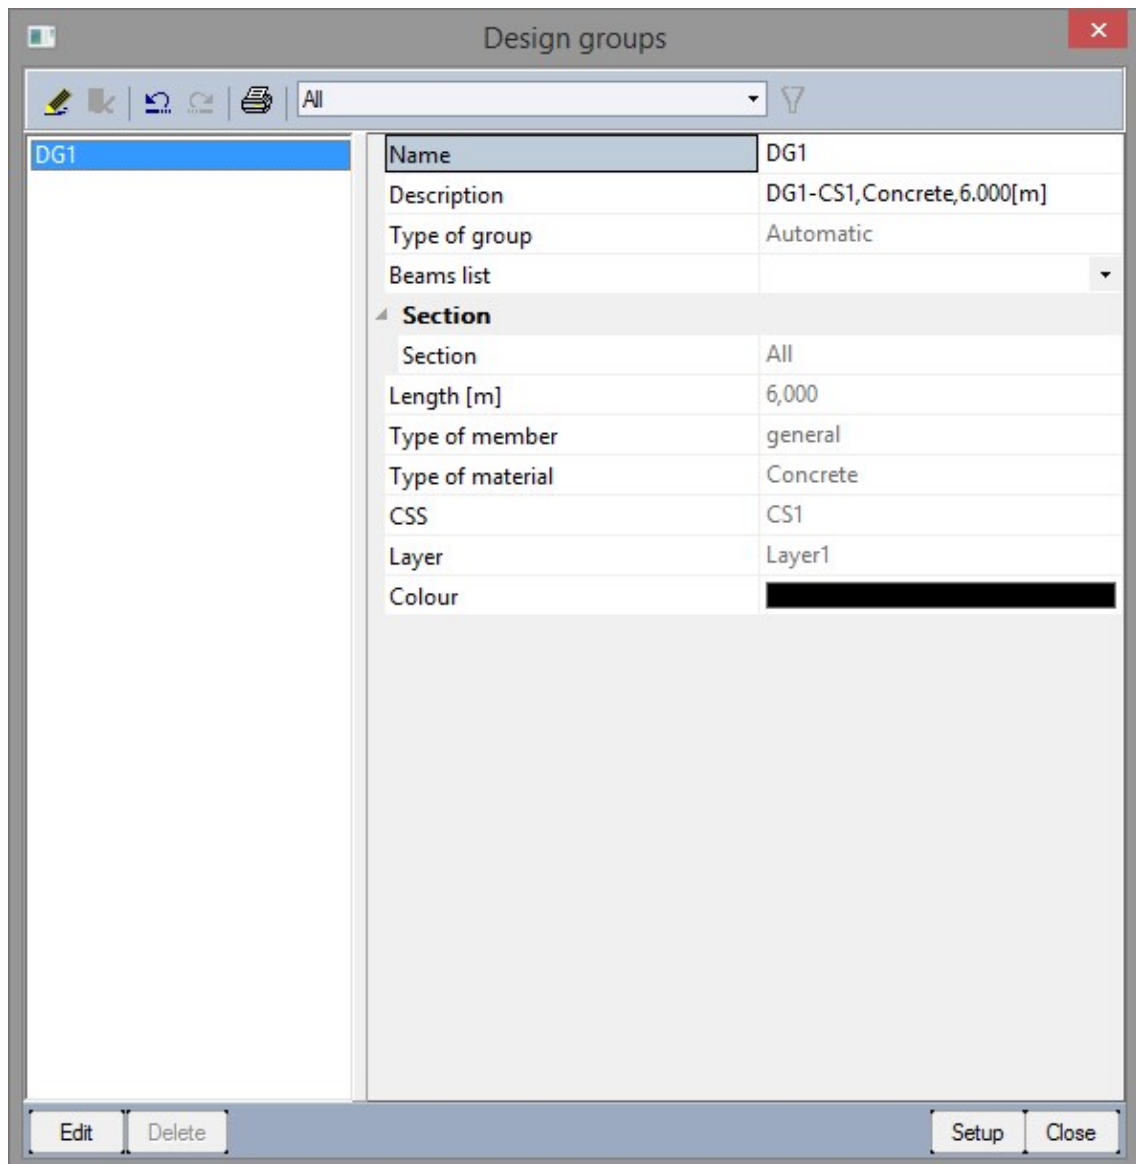 Design groups
All
DG1
Name DG1
Description DG1-CS1,Concrete,6.000[m]
Type of group Automatic
Beams list
Section
Section All
Length [m] 6,000
Type of member general
Type of material Concrete
CSS CS1
Layer Layer1
Colour
Edit Delete Setup Close